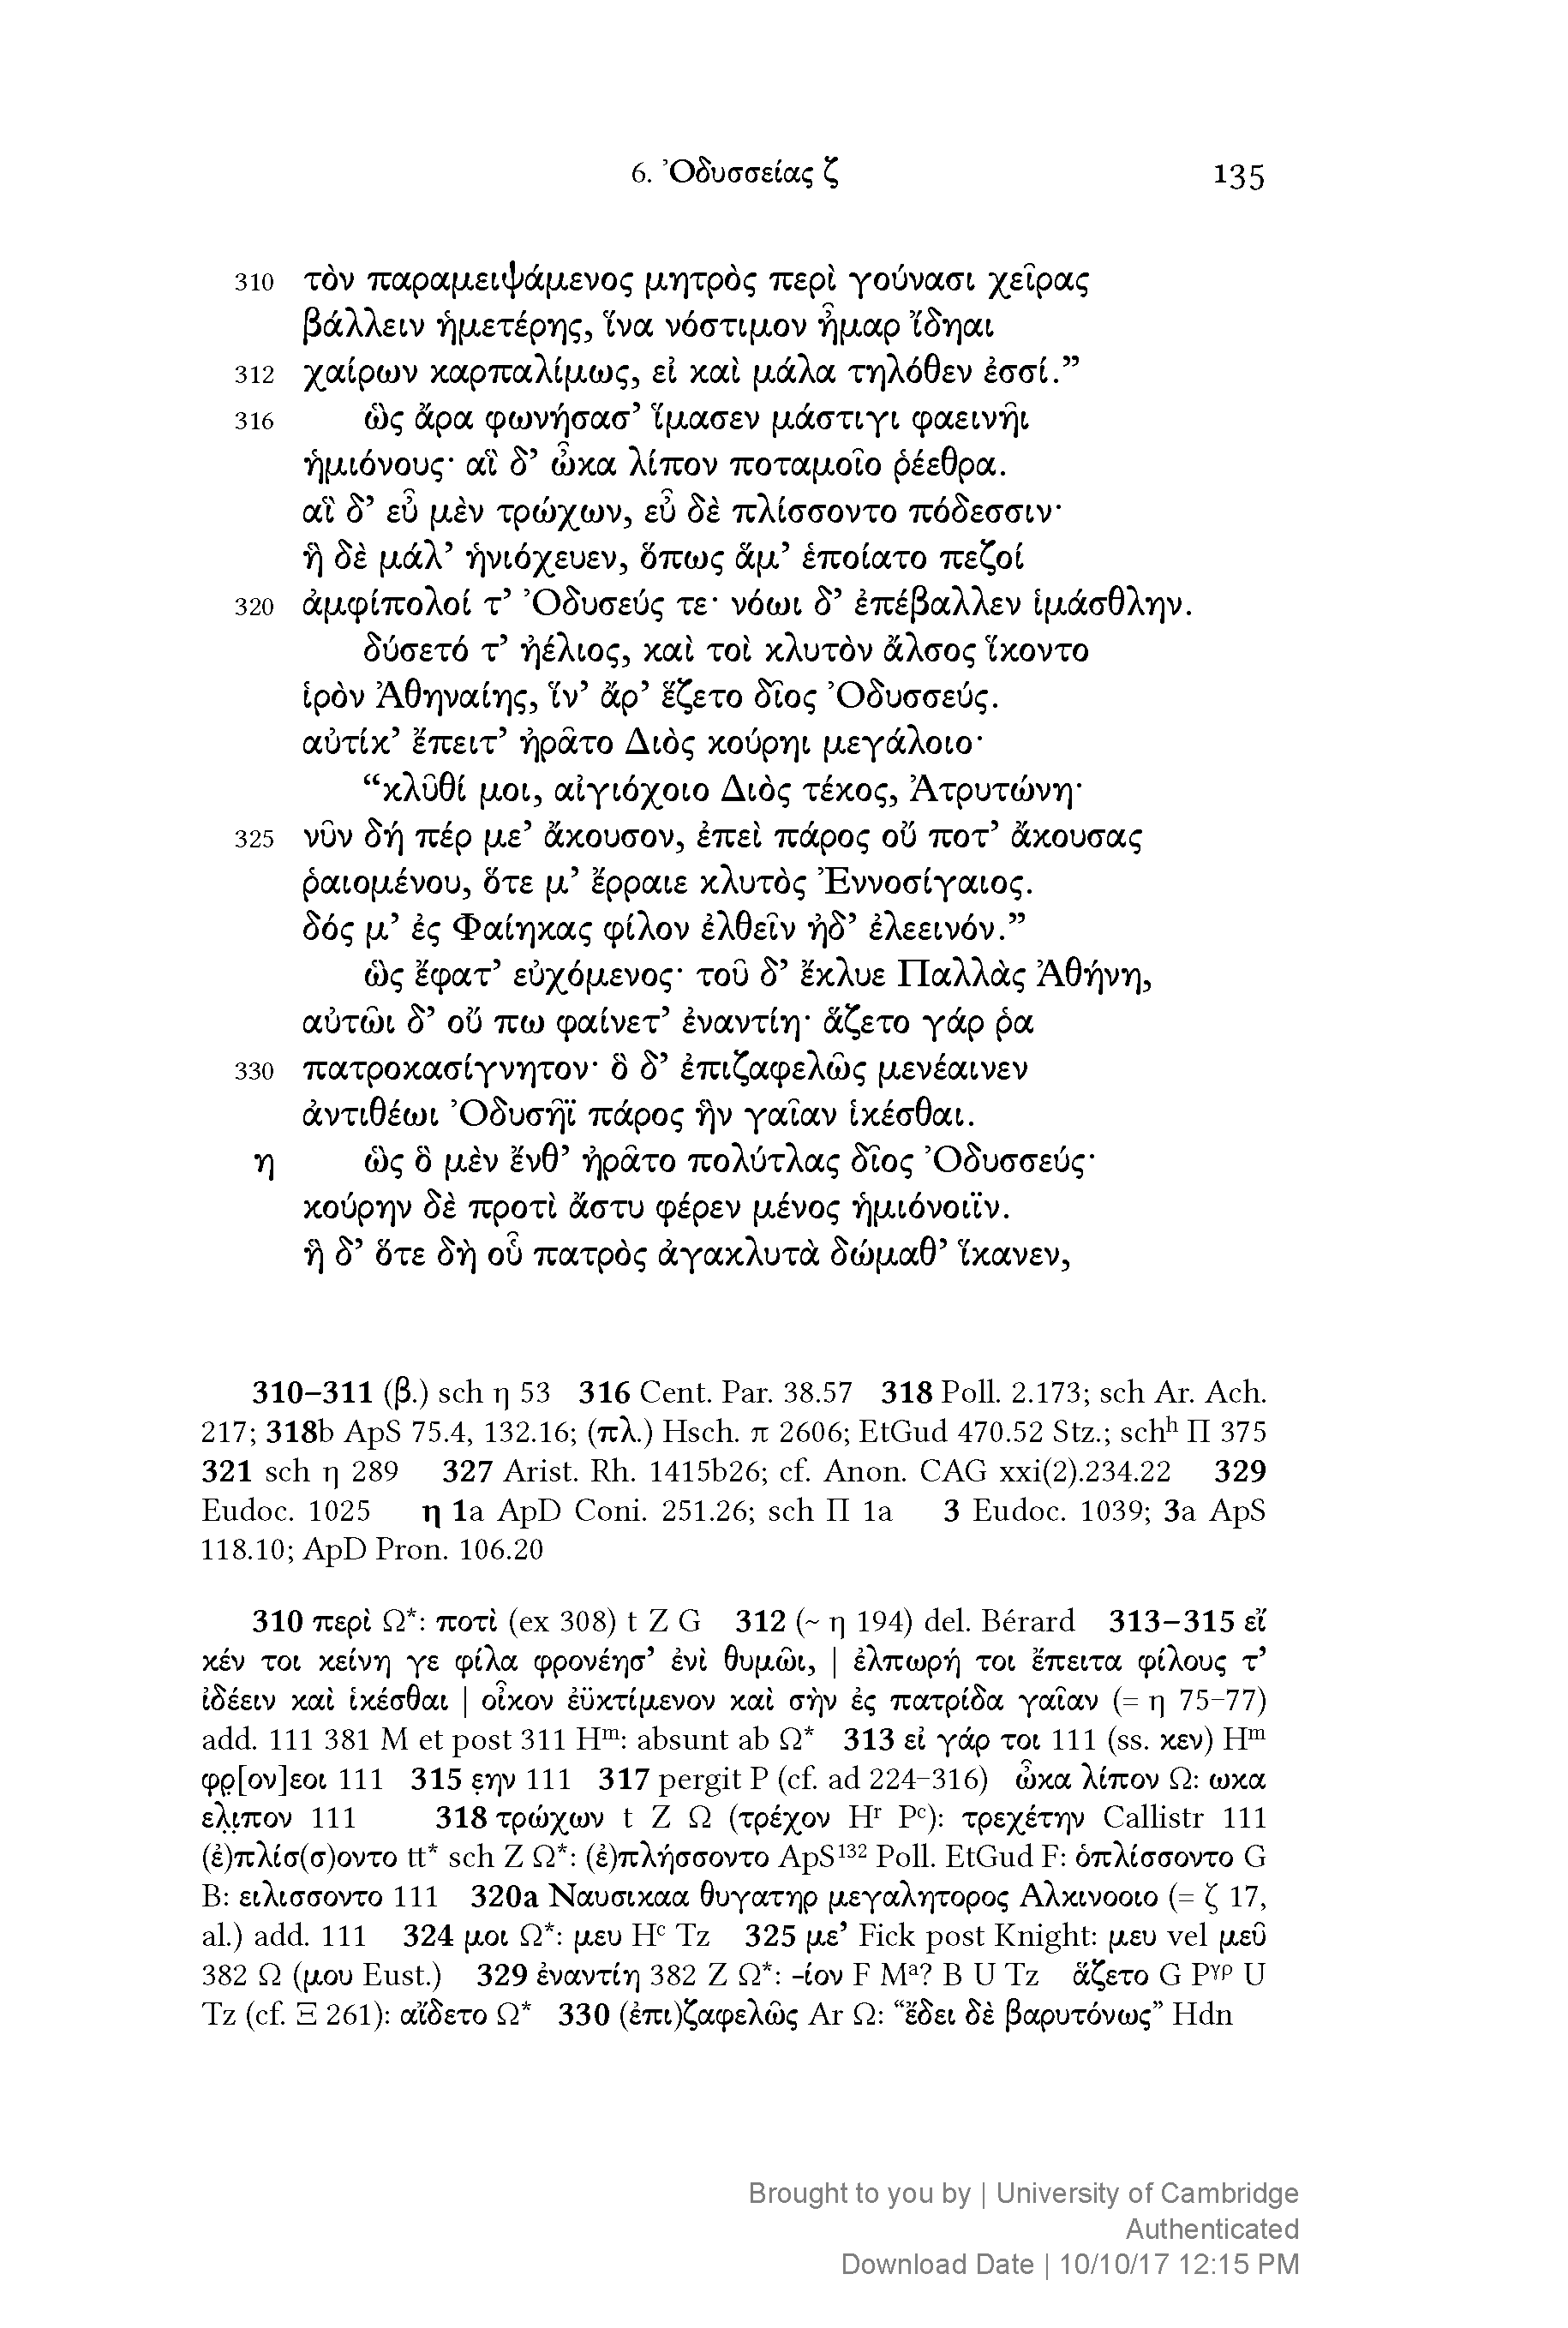 6. Ὀδυσσείας ζ 135
310 τὸν παραμειψάμενος μητρὸς περὶ γούνασι χεῖρας
βάλλειν ἡμετέρης, ἵνα νόστιμον ἦμαρ ἴδηαι
312 χαίρων καρπαλίμως, εἰ καὶ μάλα τηλόθεν ἐσσί.”
316 ὣς ἄρα φωνήσασ’ ἵμασεν μάστιγι φαεινῆι
ἡμιόνους· αἳ δ’ ὦκα λίπον ποταμοῖο ῥέεθρα.
αἳ δ’ εὖ μὲν τρώχων, εὖ δὲ πλίσσοντο πόδεσσιν·
ἣ δὲ μάλ’ ἡνιόχευεν, ὅπως ἅμ’ ἑποίατο πεζοί
320 ἀμφίπολοί τ’ Ὀδυσεύς τε· νόωι δ’ ἐπέβαλλεν ἱμάσθλην.
δύσετό τ’ ἠέλιος, καὶ τοὶ κλυτὸν ἄλσος ἵκοντο
ἱρὸν Ἀθηναίης, ἵν’ ἄρ’ ἕζετο δῖος Ὀδυσσεύς.
αὐτίκ’ ἔπειτ’ ἠρᾶτο Διὸς κούρηι μεγάλοιο·
“κλῦθί μοι, αἰγιόχοιο Διὸς τέκος, Ἀτρυτώνη·
325 νῦν δή πέρ με’ ἄκουσον, ἐπεὶ πάρος οὔ ποτ’ ἄκουσας
ῥαιομένου, ὅτε μ’ ἔρραιε κλυτὸς Ἐννοσίγαιος.
δός μ’ ἐς Φαίηκας φίλον ἐλθεῖν ἠδ’ ἐλεεινόν.”
ὣς ἔφατ’ εὐχόμενος· τοῦ δ’ ἔκλυε Παλλὰς Ἀθήνη,
αὐτῶι δ’ οὔ πω φαίνετ’ ἐναντίη· ἅζετο γάρ ῥα
330 πατροκασίγνητον· ὃ δ’ ἐπιζαφελῶς μενέαινεν
ἀντιθέωι Ὀδυσῆϊ πάρος ἣν γαῖαν ἱκέσθαι.
η ὣς ὃ μὲν ἔνθ’ ἠρᾶτο πολύτλας δῖος Ὀδυσσεύς·
κούρην δὲ προτὶ ἄστυ φέρεν μένος ἡμιόνοιϊν.
ἣ δ’ ὅτε δὴ οὗ πατρὸς ἀγακλυτὰ δώμαθ’ ἵκανεν,
310–311 (β.) sch η 53 316 Cent. Par. 38.57 318 Poll. 2.173; sch Ar. Ach.
217; 318b ApS 75.4, 132.16; (πλ.) Hsch. π 2606; EtGud 470.52 Stz.; schʰ Π 375
321 sch η 289 327 Arist. Rh. 1415b26; cf. Anon. CAG xxi(2).234.22 329
Eudoc. 1025 η 1a ApD Coni. 251.26; sch Π 1a 3 Eudoc. 1039; 3a ApS
118.10; ApD Pron. 106.20
310 περὶ Ω*: ποτὶ (ex 308) t Z G 312 (~ η 194) del. Bérard 313–315 εἴ
κέν τοι κείνη γε φίλα φρονέησ’ ἐνὶ θυμῶι, | ἐλπωρή τοι ἔπειτα φίλους τ’
ἰδέειν καὶ ἱκέσθαι | οἶκον ἐϋκτίμενον καὶ σὴν ἐς πατρίδα γαῖαν (= η 75–77)
add. 111 381 M et post 311 Hᵐ: absunt ab Ω* 313 εἰ γάρ τοι 111 (ss. κεν) Hᵐ
φρ̣[ον]εοι 111 315 ε̣ην 111 317 pergit P (cf. ad 224–316) ὦκα λίπον Ω: ωκα
ελ̣ι̣πον 111 318 τρώχων t Z Ω (τρέχον Hʳ Pᶜ): τρεχέτην Callistr 111
(ἐ)πλίσ(σ)οντο tt* sch Z Ω*: (ἐ)πλήσσοντο ApS¹³² Poll. EtGud F: ὁπλίσσοντο G
B: ειλισσοντο 111 320a Ναυσικαα θυγατηρ μεγαλητορος Αλκινοοιο (= ζ 17,
al.) add. 111 324 μοι Ω*: μευ Hᶜ Tz 325 με’ Fick post Knight: μευ vel μεῦ
382 Ω (μου Eust.) 329 ἐναντίη 382 Z Ω*: -ίον F Mᵃ? B U Tz ἅζετο G Pᵞᵖ U
Tz (cf. Ξ 261): αἴδετο Ω* 330 (ἐπι)ζαφελῶς Ar Ω: “ἔδει δὲ βαρυτόνως” Hdn
Brought to you by | University of Cambridge
Authenticated
Download Date | 10/10/17 12:15 PM